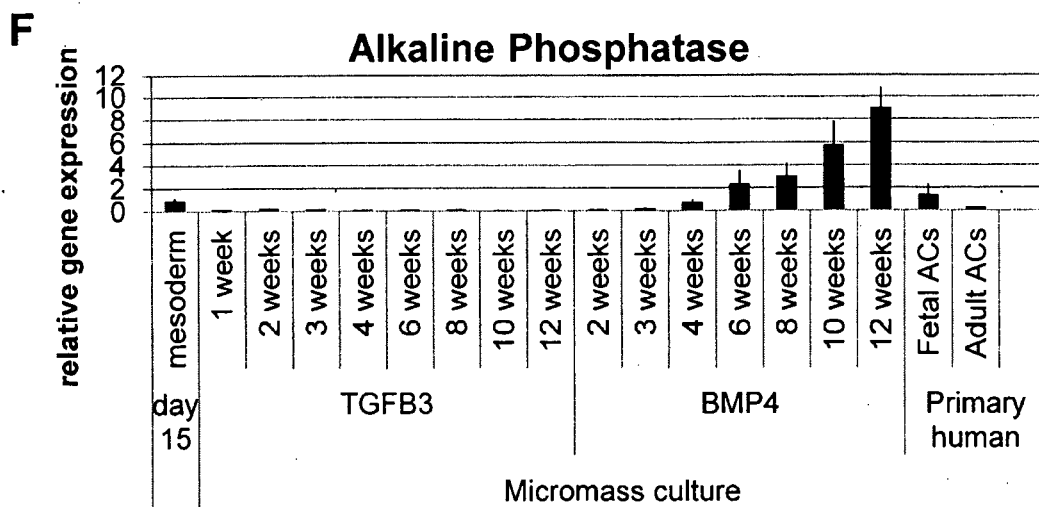 F
Alkaline Phosphatase
relative gene expression
12
10
8
6
4
2
0
mesoderm
1 week
2 weeks
3 weeks
4 weeks
6 weeks
8 weeks
10 weeks
12 weeks
2 weeks
3 weeks
4 weeks
6 weeks
8 weeks
10 weeks
12 weeks
Fetal ACs
Adult ACs
day
15
TGFB3
BMP4
Primary
human
Micromass culture